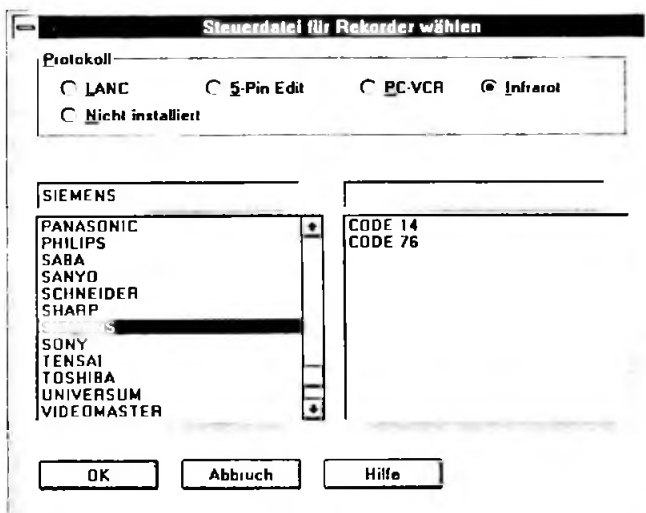 Steuerdatei für Rekorder wählen
Protokoll
LANC 5-Pin Edit PC-VCR Infrarot
Nicht installiert
SIEMENS
PANASONIC CODE 14
PHILIPS CODE 76
SABA
SANYO
SCHNEIDER
SHARP
SIEMENS
SONY
TENSAI
TOSHIBA
UNIVERSUM
VIDEOMASTER
OK Abbruch Hilfe